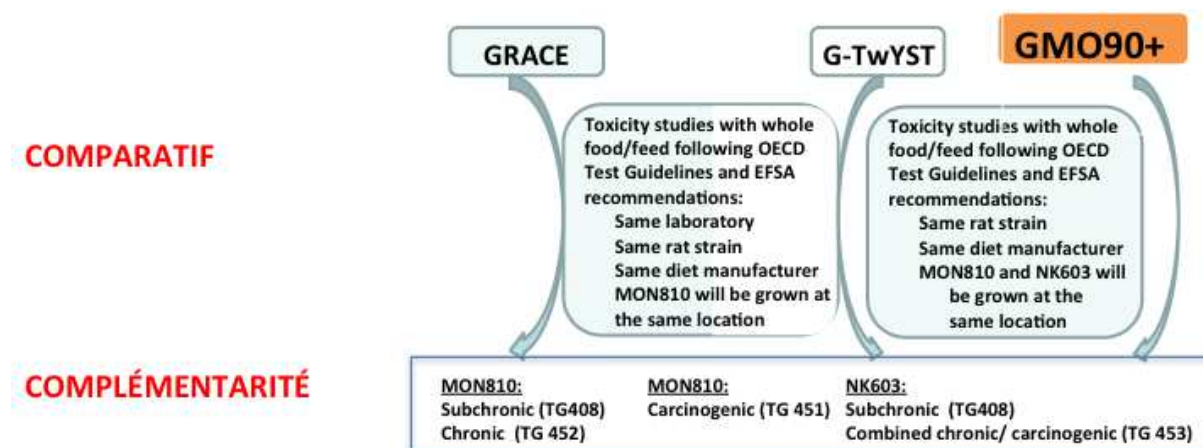 GRACE
G-TwYST
GMO90+
COMPARATIF
Toxicity studies with whole
food/feed following OECD
Test Guidelines and EFSA
recommendations:
Same laboratory
Same rat strain
Same diet manufacturer
MON810 will be grown at
the same location
Toxicity studies with whole
food/feed following OECD
Test Guidelines and EFSA
recommendations:
Same rat strain
Same diet manufacturer
MON810 and NK603 will
be grown at the
same location
COMPLÉMENTARITÉ
MON810:
Subchronic (TG408)
Chronic (TG 452)
MON810:
Carcinogenic (TG 451)
NK603:
Subchronic (TG408)
Combined chronic/ carcinogenic (TG 453)